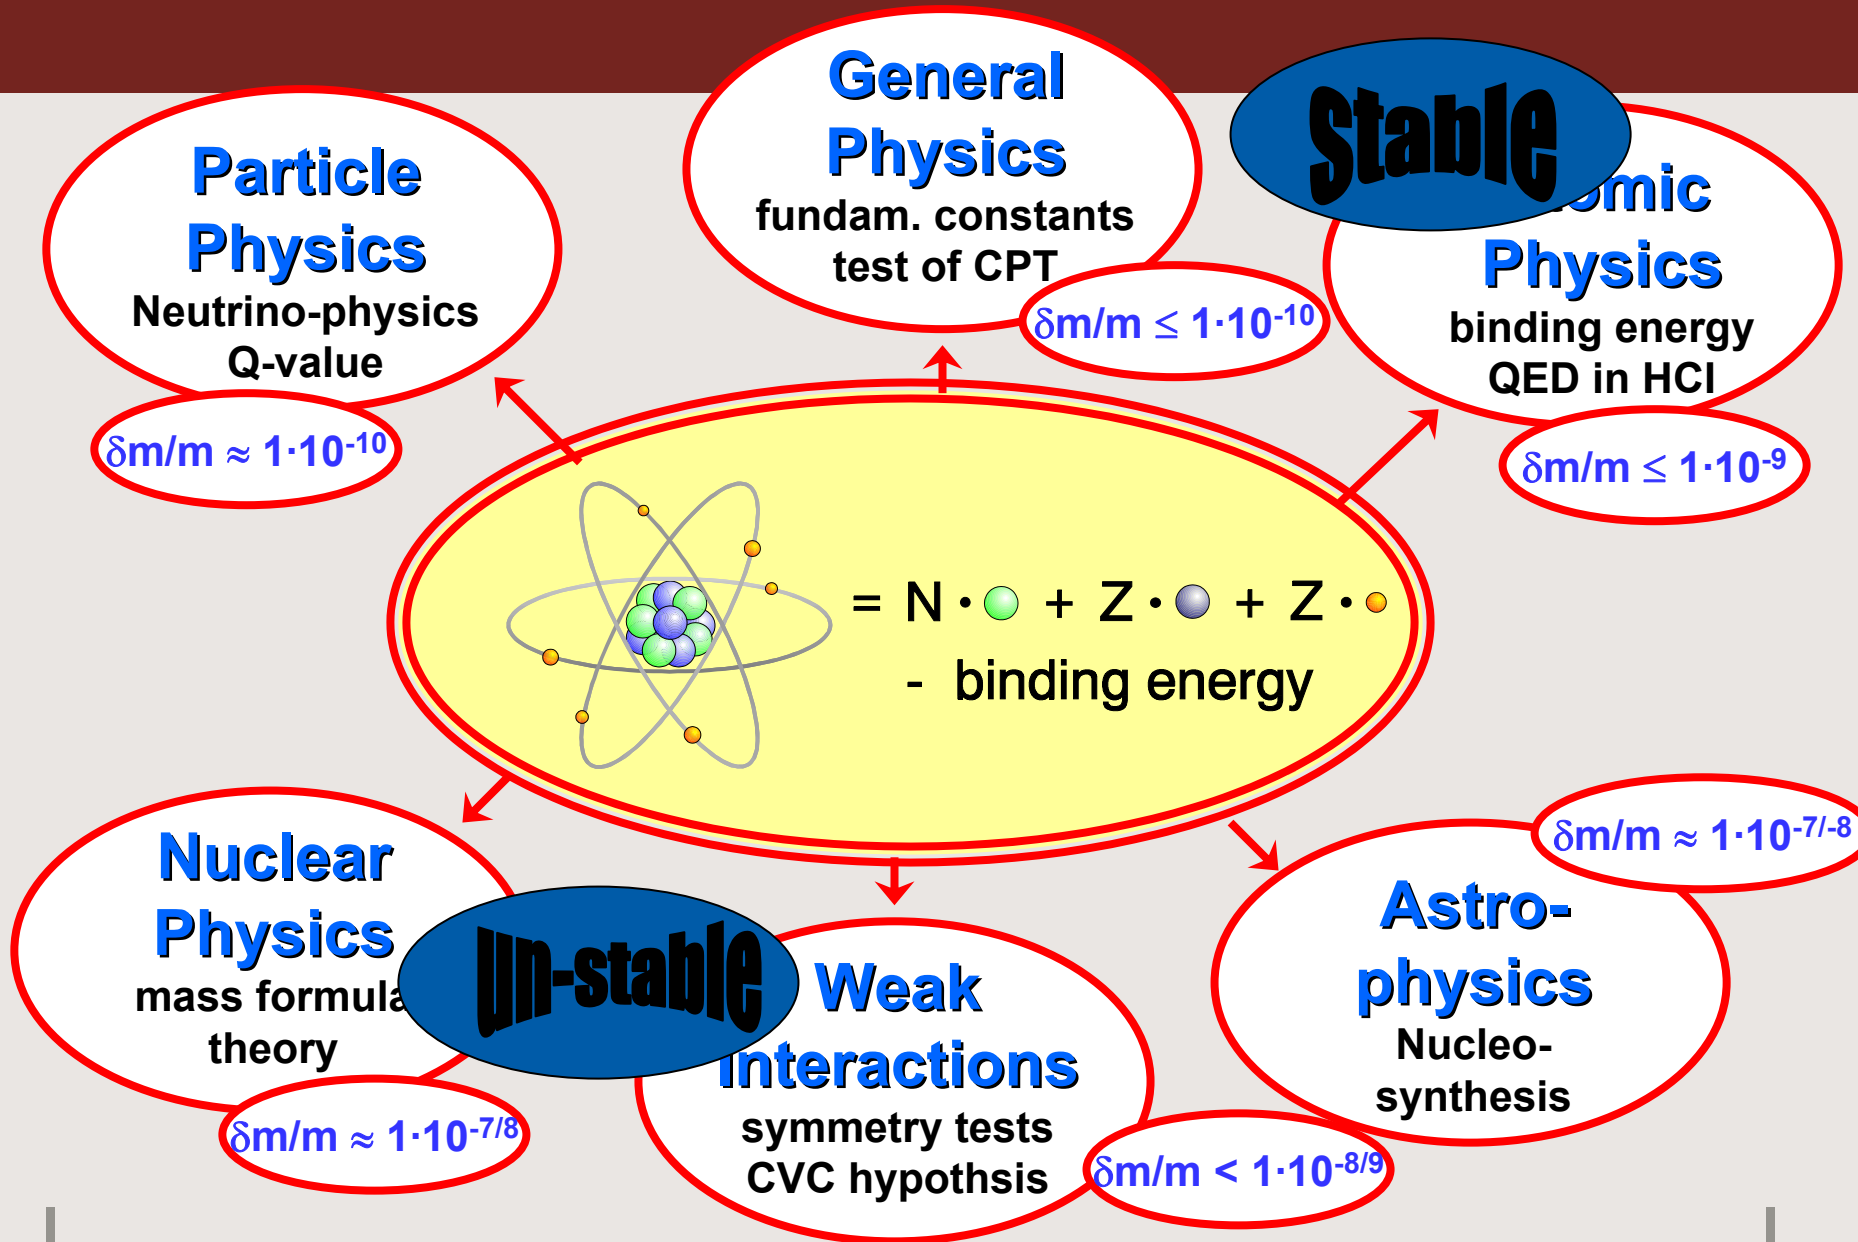 General
Physics
fundam. constants
test of CPT
δm/m ≤ 1·10⁻¹⁰
Stable
omic
Physics
binding energy
QED in HCI
δm/m ≤ 1·10⁻⁹
Particle
Physics
Neutrino-physics
Q-value
δm/m ≈ 1·10⁻¹⁰
= N · + Z · + Z ·
- binding energy
Nuclear
Physics
mass formula
theory
δm/m ≈ 1·10⁻⁷/⁸
un-stable
Weak
Interactions
symmetry tests
CVC hypothsis
δm/m < 1·10⁻⁸/⁹
δm/m ≈ 1·10⁻⁷/⁻⁸
Astro-
physics
Nucleo-
synthesis